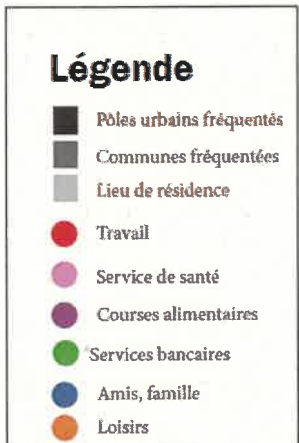 Légende
Pôles urbains fréquentés
Communes fréquentées
Lieu de résidence
Travail
Service de santé
Courses alimentaires
Services bancaires
Amis, famille
Loisirs